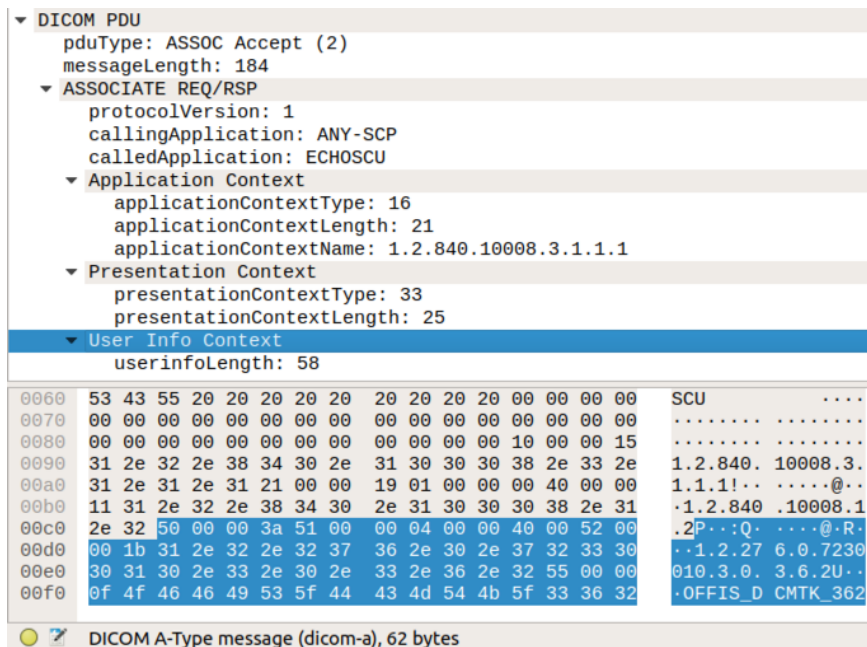 DICOM PDU
pduType: ASSOC Accept (2)
messageLength: 184
ASSOCIATE REQ/RSP
protocolVersion: 1
callingApplication: ANY-SCP
calledApplication: ECHOSCU
Application Context
applicationContextType: 16
applicationContextLength: 21
applicationContextName: 1.2.840.10008.3.1.1.1
Presentation Context
presentationContextType: 33
presentationContextLength: 25
User Info Context
userinfoLength: 58
0060 53 43 55 20 20 20 20 20 20 20 20 20 00 00 00 00 SCU ····
0070 00 00 00 00 00 00 00 00 00 00 00 00 00 00 00 00 ········ ········
0080 00 00 00 00 00 00 00 00 00 00 00 00 10 00 00 15 ········ ········
0090 31 2e 32 2e 38 34 30 2e 31 30 30 30 38 2e 33 2e 1.2.840. 10008.3.
00a0 31 2e 31 2e 31 21 00 00 19 01 00 00 00 40 00 00 1.1.1!·· ·····@··
00b0 11 31 2e 32 2e 38 34 30 2e 31 30 30 30 38 2e 31 ·1.2.840 .10008.1
00c0 2e 32 50 00 00 3a 51 00 00 04 00 00 40 00 52 00 .2P··:Q· ····@·R·
00d0 00 1b 31 2e 32 2e 32 37 36 2e 30 2e 37 32 33 30 ··1.2.27 6.0.7230
00e0 30 31 30 2e 33 2e 30 2e 33 2e 36 2e 32 55 00 00 010.3.0. 3.6.2U··
00f0 0f 4f 46 46 49 53 5f 44 43 4d 54 4b 5f 33 36 32 ·OFFIS_D CMTK_362
DICOM A-Type message (dicom-a), 62 bytes